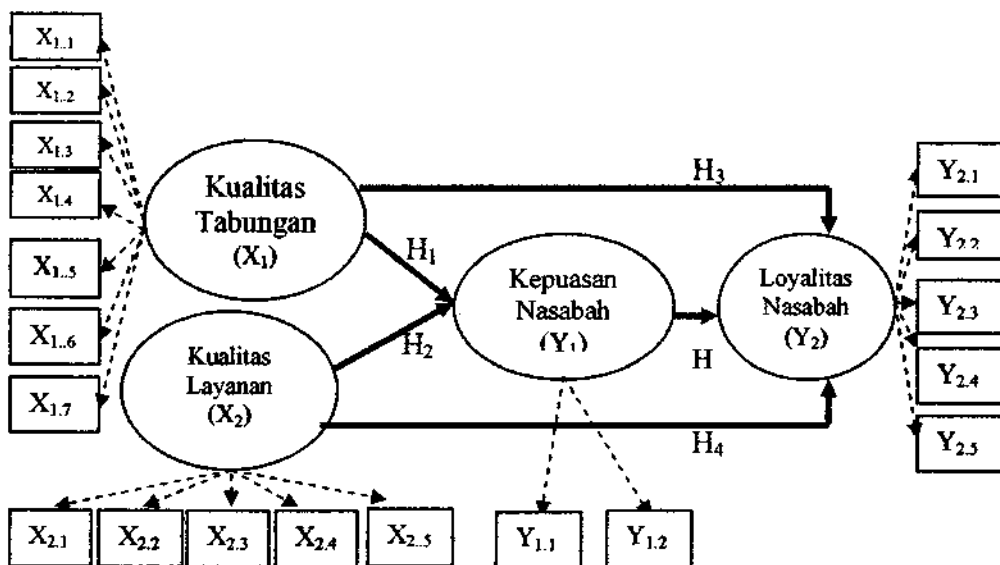 X1..1
X1..2
X1.3
X1.4
X1..5
X1..6
X1.7
Kualitas
Tabungan
(X1)
H1
H3
Kualitas
Layanan
(X2)
H2
Kepuasan
Nasabah
(Y1)
H
H4
Loyalitas
Nasabah
(Y2)
Y2.1
Y2.2
Y2.3
Y2.4
Y2.5
X2.1
X2.2
X2.3
X2.4
X2..5
Y1.1
Y1.2